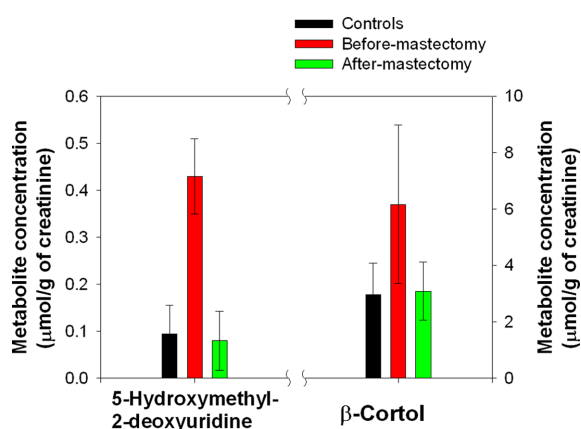 Controls
Before-mastectomy
After-mastectomy
Metabolite concentration
(μmol/g of creatinine)
0.6
0.5
0.4
0.3
0.2
0.1
0.0
10
8
6
4
2
0
Metabolite concentration
(μmol/g of creatinine)
5-Hydroxymethyl-
2-deoxyuridine
β-Cortol